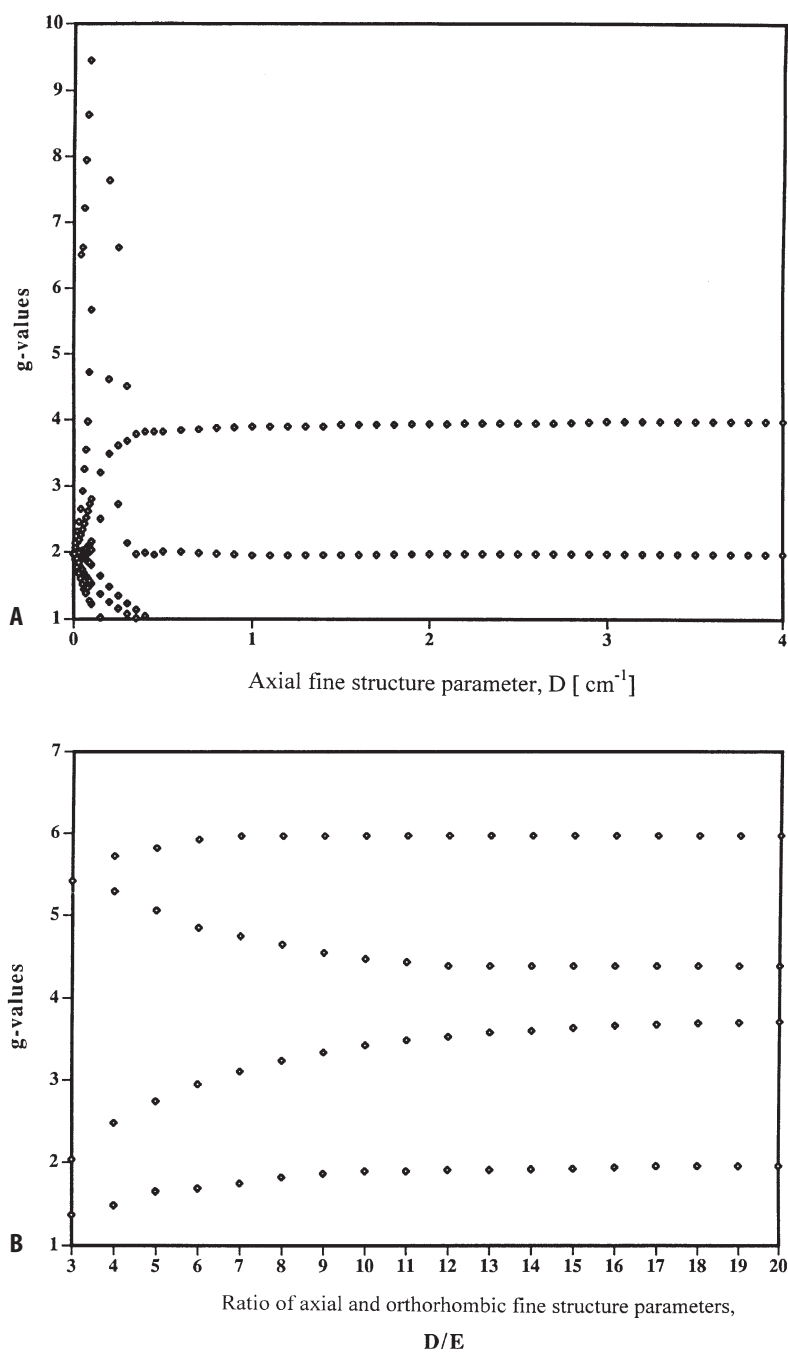 10
9
8
7
6
5
4
3
2
1
g-values
A
0 1 2 3 4
Axial fine structure parameter, D [ cm-1]
7
6
5
4
3
2
1
g-values
B
3 4 5 6 7 8 9 10 11 12 13 14 15 16 17 18 19 20
Ratio of axial and orthorhombic fine structure parameters,
D/E